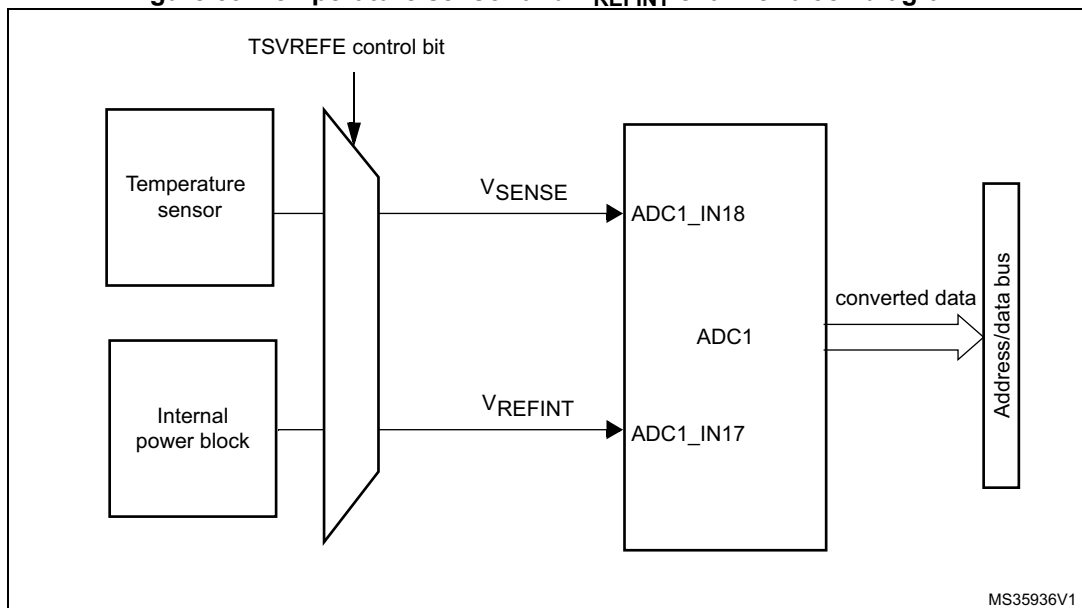 TSVREFE control bit
Temperature
sensor
VSENSE
ADC1_IN18
converted data
ADC1
Address/data bus
Internal
power block
VREFINT
ADC1_IN17
MS35936V1